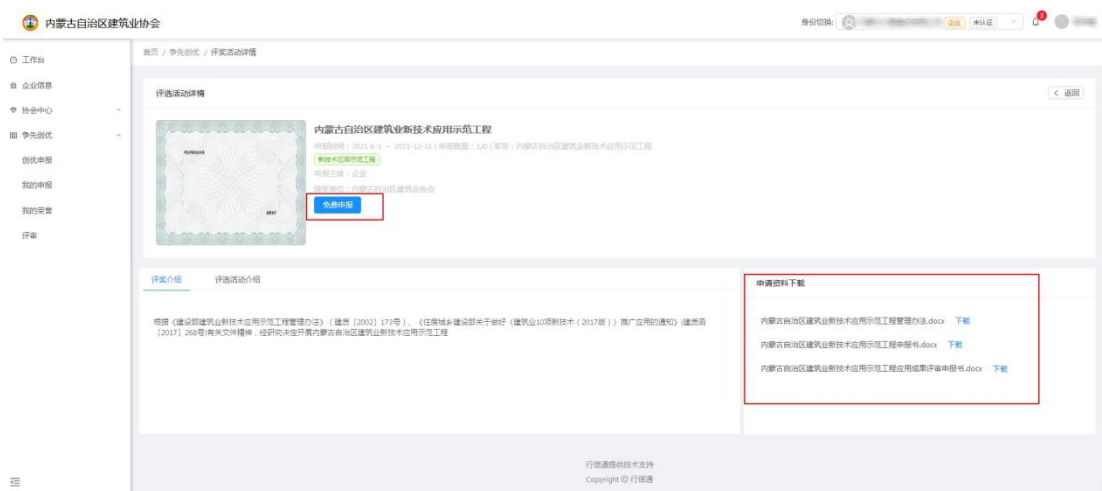 内蒙古自治区建筑业协会
身份切换:
企业
未认证
3
工作台
企业信息
协会中心
争先创优
创优申报
我的申报
我的荣誉
评审
首页 / 争先创优 / 评奖活动详情
评选活动详情
< 返回
内蒙古自治区建筑业新技术应用示范工程
申报时间：2021-6-1 ~ 2021-12-31 | 申报数量：1/0 | 奖项：内蒙古自治区建筑业新技术应用示范工程
新技术应用示范工程
申报主体：企业
颁奖单位：内蒙古自治区建筑业协会
免费申报
评奖介绍
评选活动介绍
根据《建设部建筑业新技术应用示范工程管理办法》（建质［2002］173号）、《住房城乡建设部关于做好《建筑业10项新技术（2017版）》推广应用的通知》(建质函
［2017］268号)有关文件精神，经研究决定开展内蒙古自治区建筑业新技术应用示范工程
申请资料下载
内蒙古自治区建筑业新技术应用示范工程管理办法.docx 下载
内蒙古自治区建筑业新技术应用示范工程申报书.docx 下载
内蒙古自治区建筑业新技术应用示范工程应用成果评审申报书.docx 下载
行信通提供技术支持
Copyright © 行信通